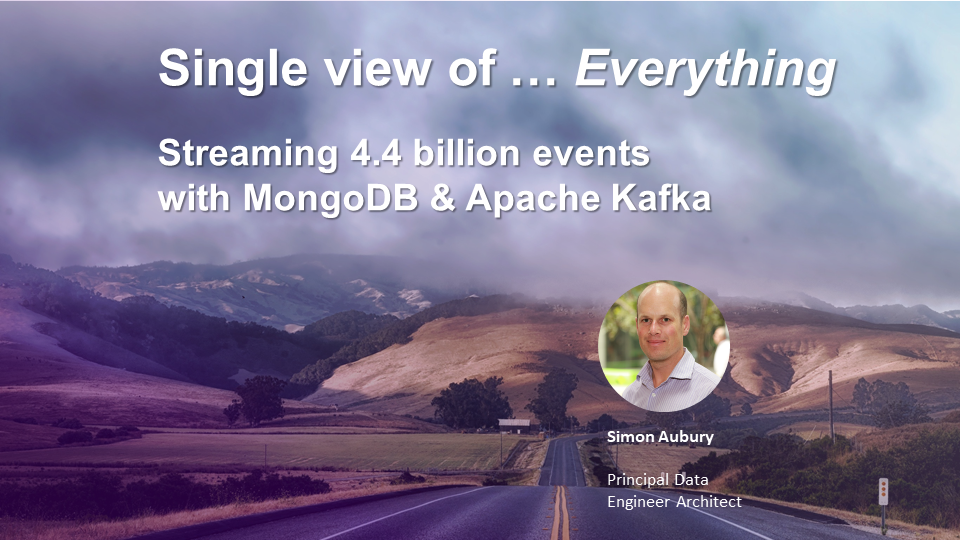 Single view of … Everything
Streaming 4.4 billion events
with MongoDB & Apache Kafka
Simon Aubury
Principal Data
Engineer Architect